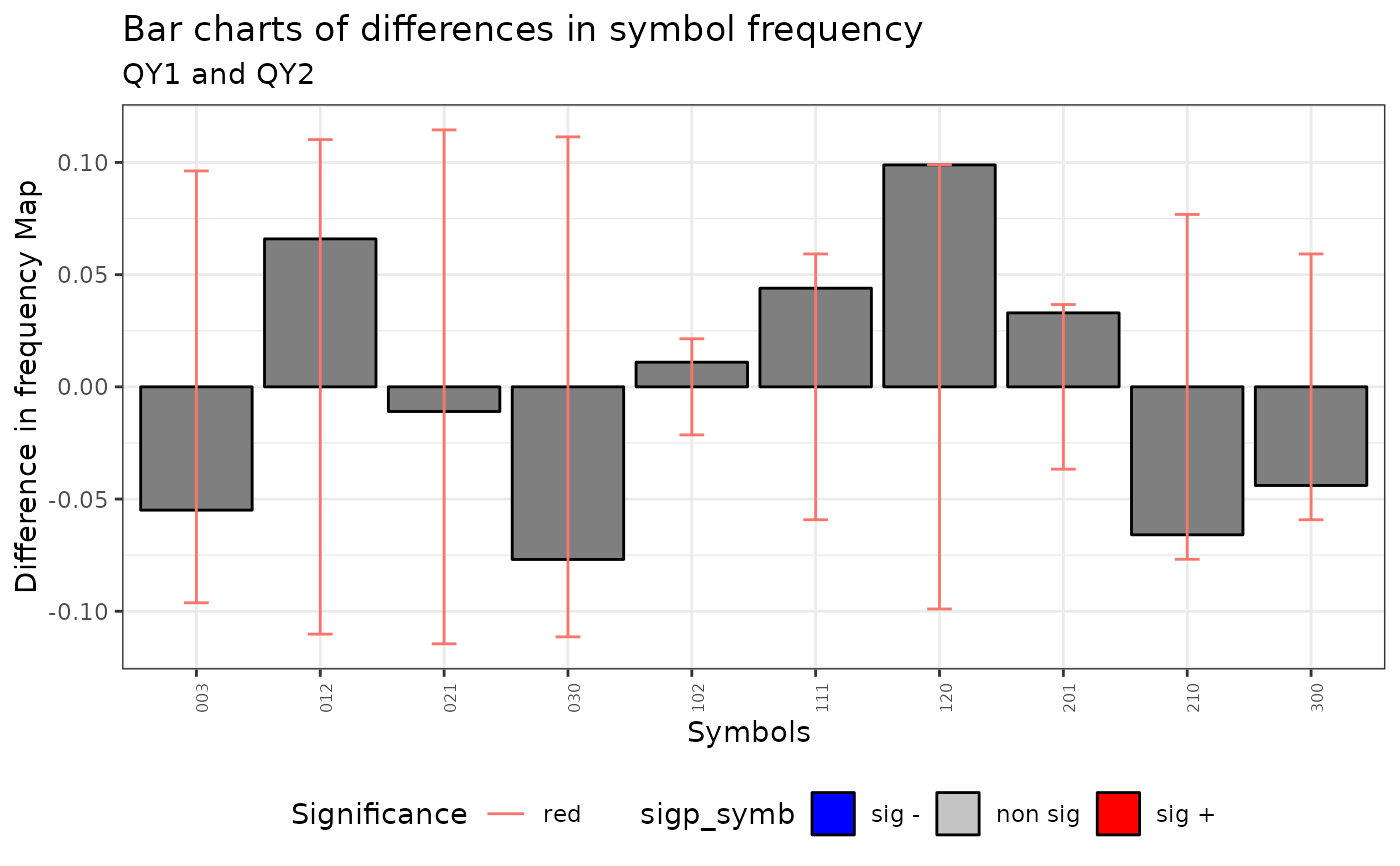 Bar charts of differences in symbol frequency
QY1 and QY2
Difference in frequency Map
0.10
0.05
0.00
-0.05
-0.10
003 012 021 030 102 111 120 201 210 300
Symbols
Significance red sigp_symb sig - non sig sig +